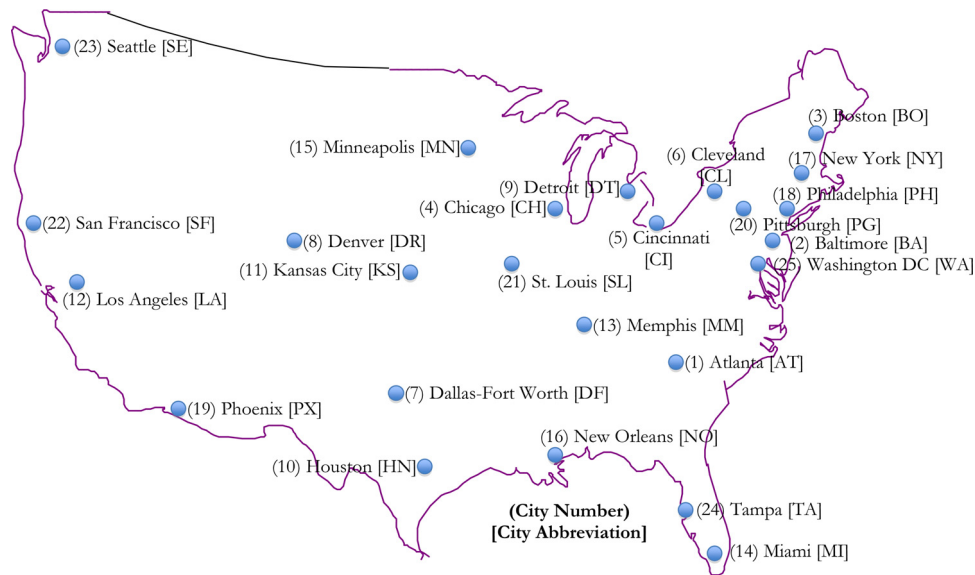 (23) Seattle [SE]
(3) Boston [BO]
(15) Minneapolis [MN]
(6) Cleveland
[CL]
(17) New York [NY]
(9) Detroit [DT]
(18) Philadelphia [PH]
(4) Chicago [CH]
(22) San Francisco [SF]
(20) Pittsburgh [PG]
(8) Denver [DR]
(5) Cincinnati
[CI]
(2) Baltimore [BA]
(11) Kansas City [KS]
(25) Washington DC [WA]
(21) St. Louis [SL]
(12) Los Angeles [LA]
(13) Memphis [MM]
(1) Atlanta [AT]
(7) Dallas-Fort Worth [DF]
(19) Phoenix [PX]
(16) New Orleans [NO]
(10) Houston [HN]
(City Number)
[City Abbreviation]
(24) Tampa [TA]
(14) Miami [MI]